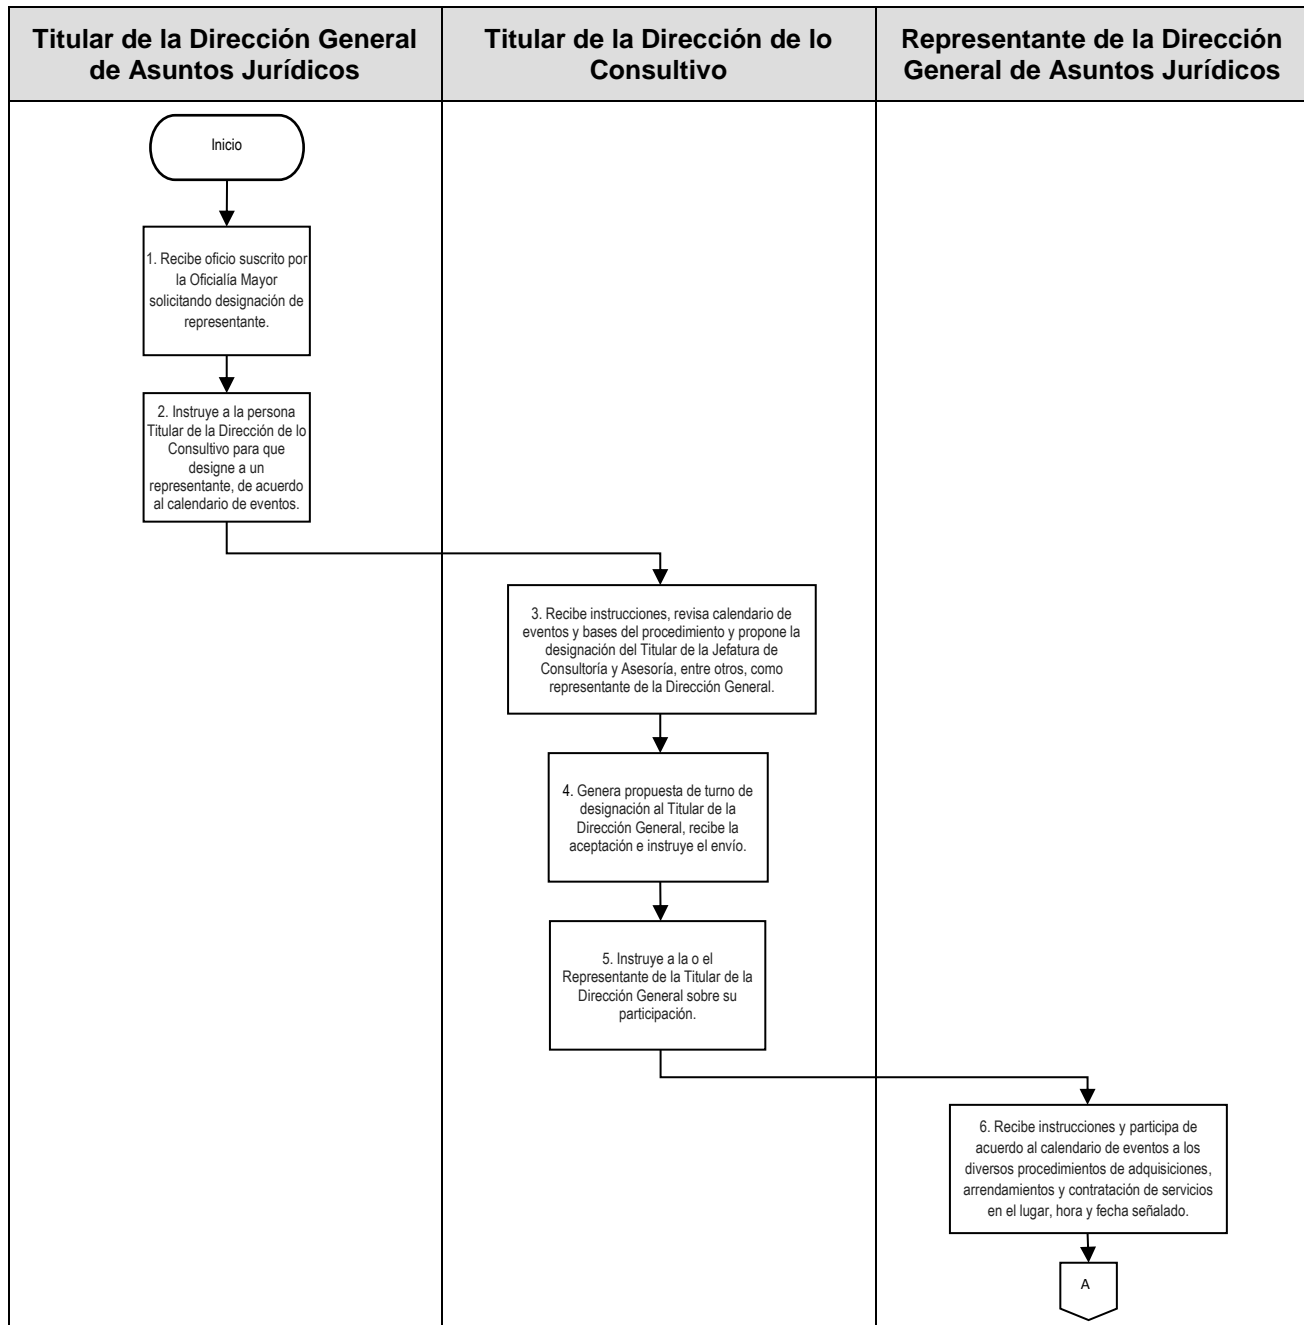 Titular de la Dirección General
de Asuntos Jurídicos
Titular de la Dirección de lo
Consultivo
Representante de la Dirección
General de Asuntos Jurídicos
Inicio
1. Recibe oficio suscrito por
la Oficialía Mayor
solicitando designación de
representante.
2. Instruye a la persona
Titular de la Dirección de lo
Consultivo para que
designe a un
representante, de acuerdo
al calendario de eventos.
3. Recibe instrucciones, revisa calendario de
eventos y bases del procedimiento y propone la
designación del Titular de la Jefatura de
Consultoría y Asesoría, entre otros, como
representante de la Dirección General.
4. Genera propuesta de turno de
designación al Titular de la
Dirección General, recibe la
aceptación e instruye el envío.
5. Instruye a la o el
Representante de la Titular de la
Dirección General sobre su
participación.
6. Recibe instrucciones y participa de
acuerdo al calendario de eventos a los
diversos procedimientos de adquisiciones,
arrendamientos y contratación de servicios
en el lugar, hora y fecha señalado.
A